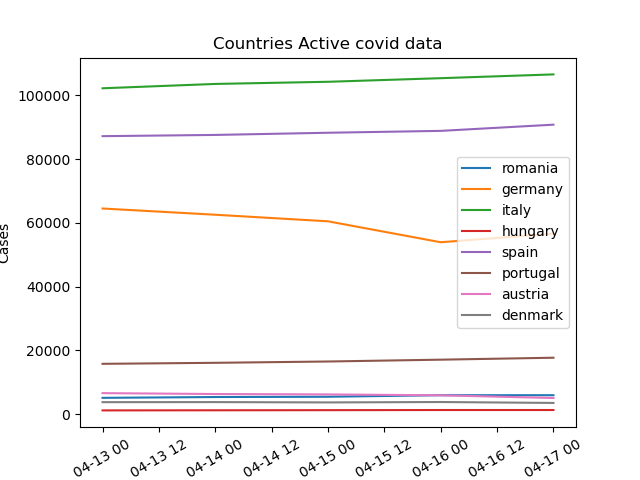 Countries Active covid data
Cases
100000
80000
60000
40000
20000
0
romania
germany
italy
hungary
spain
portugal
austria
denmark
04-13 00
04-13 12
04-14 00
04-14 12
04-15 00
04-15 12
04-16 00
04-16 12
04-17 00